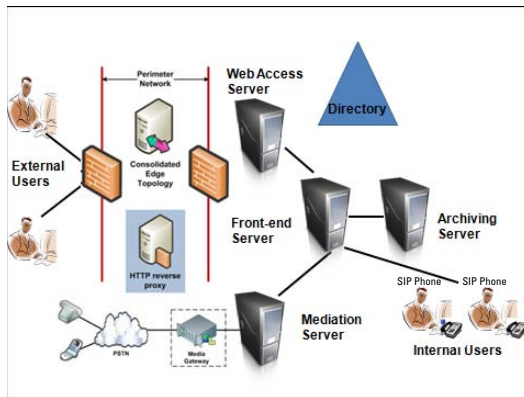 Perimeter
Network
Web Access
Server
Directory
External
Users
Consolidated
Edge
Topology
Front-end
Server
Archiving
Server
HTTP reverse
proxy
SIP Phone
SIP Phone
PSTN
Media
Gateway
Mediation
Server
Internal Users